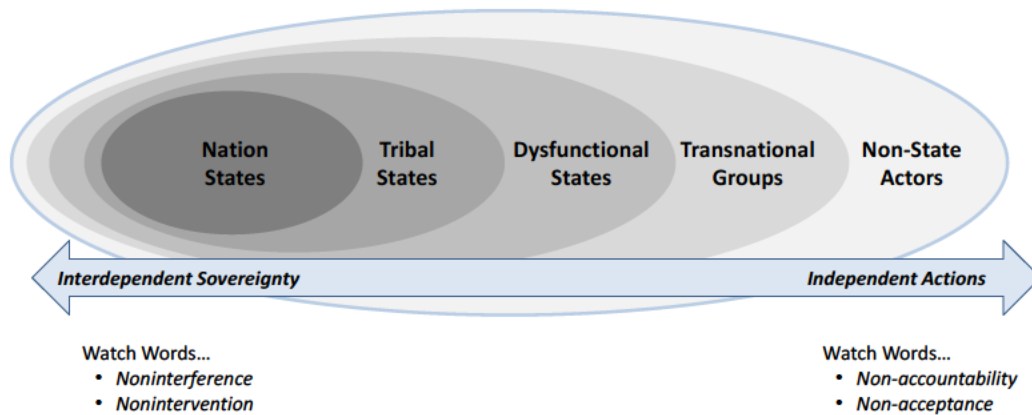 Nation
States
Tribal
States
Dysfunctional
States
Transnational
Groups
Non-State
Actors
Interdependent Sovereignty
Independent Actions
Watch Words...
• Noninterference
• Nonintervention
Watch Words...
• Non-accountability
• Non-acceptance